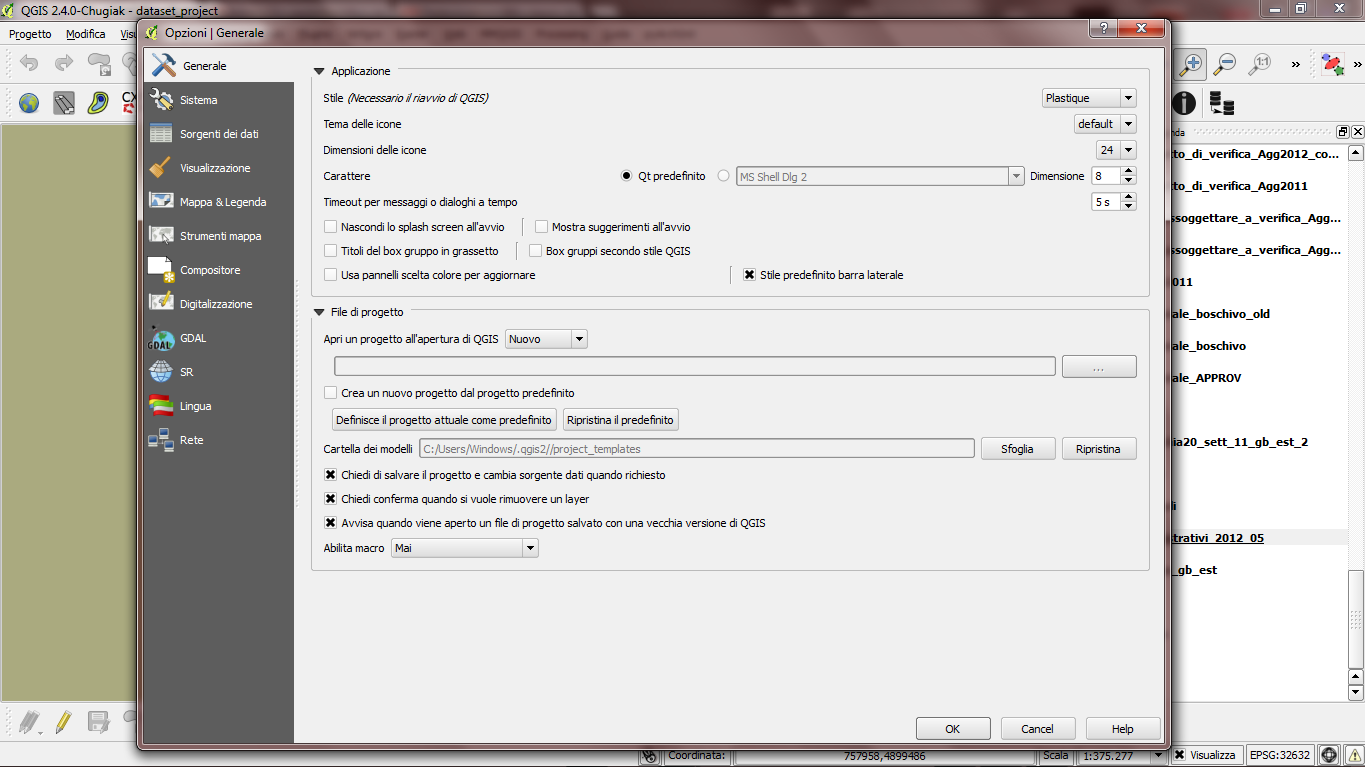 QGIS 2.4.0-Chugiak - dataset_project
Progetto Modifica
Opzioni | Generale
Generale
Sistema
Sorgenti dei dati
Visualizzazione
Mappa & Legenda
Strumenti mappa
Compositore
Digitalizzazione
GDAL
GDAL
SR
Lingua
Rete
Applicazione
Stile (Necessario il riavvio di QGIS) Plastique
Tema delle icone default
Dimensioni delle icone 24
Carattere Qt predefinito MS Shell Dlg 2 Dimensione 8
Timeout per messaggi o dialoghi a tempo 5 s
Nascondi lo splash screen all'avvio Mostra suggerimenti all'avvio
Titoli del box gruppo in grassetto Box gruppi secondo stile QGIS
Usa pannelli scelta colore per aggiornare Stile predefinito barra laterale
File di progetto
Apri un progetto all'apertura di QGIS Nuovo
...
Crea un nuovo progetto dal progetto predefinito
Definisce il progetto attuale come predefinito Ripristina il predefinito
Cartella dei modelli C:/Users/Windows/.qgis2//project_templates Sfoglia Ripristina
Chiedi di salvare il progetto e cambia sorgente dati quando richiesto
Chiedi conferma quando si vuole rimuovere un layer
Avvisa quando viene aperto un file di progetto salvato con una vecchia versione di QGIS
Abilita macro Mai
OK Cancel Help
1:1
nda
to_di_verifica_Agg2012_co...
to_di_verifica_Agg2011
ssoggettare_a_verifica_Agg...
ssoggettare_a_verifica_Agg...
011
ale_boschivo_old
ale_boschivo
ale_APPROV
ia20_sett_11_gb_est_2
li
strativi_2012_05
_gb_est
Coordinata: 757958,4899486 Scala 1:375.277 Visualizza EPSG:32632